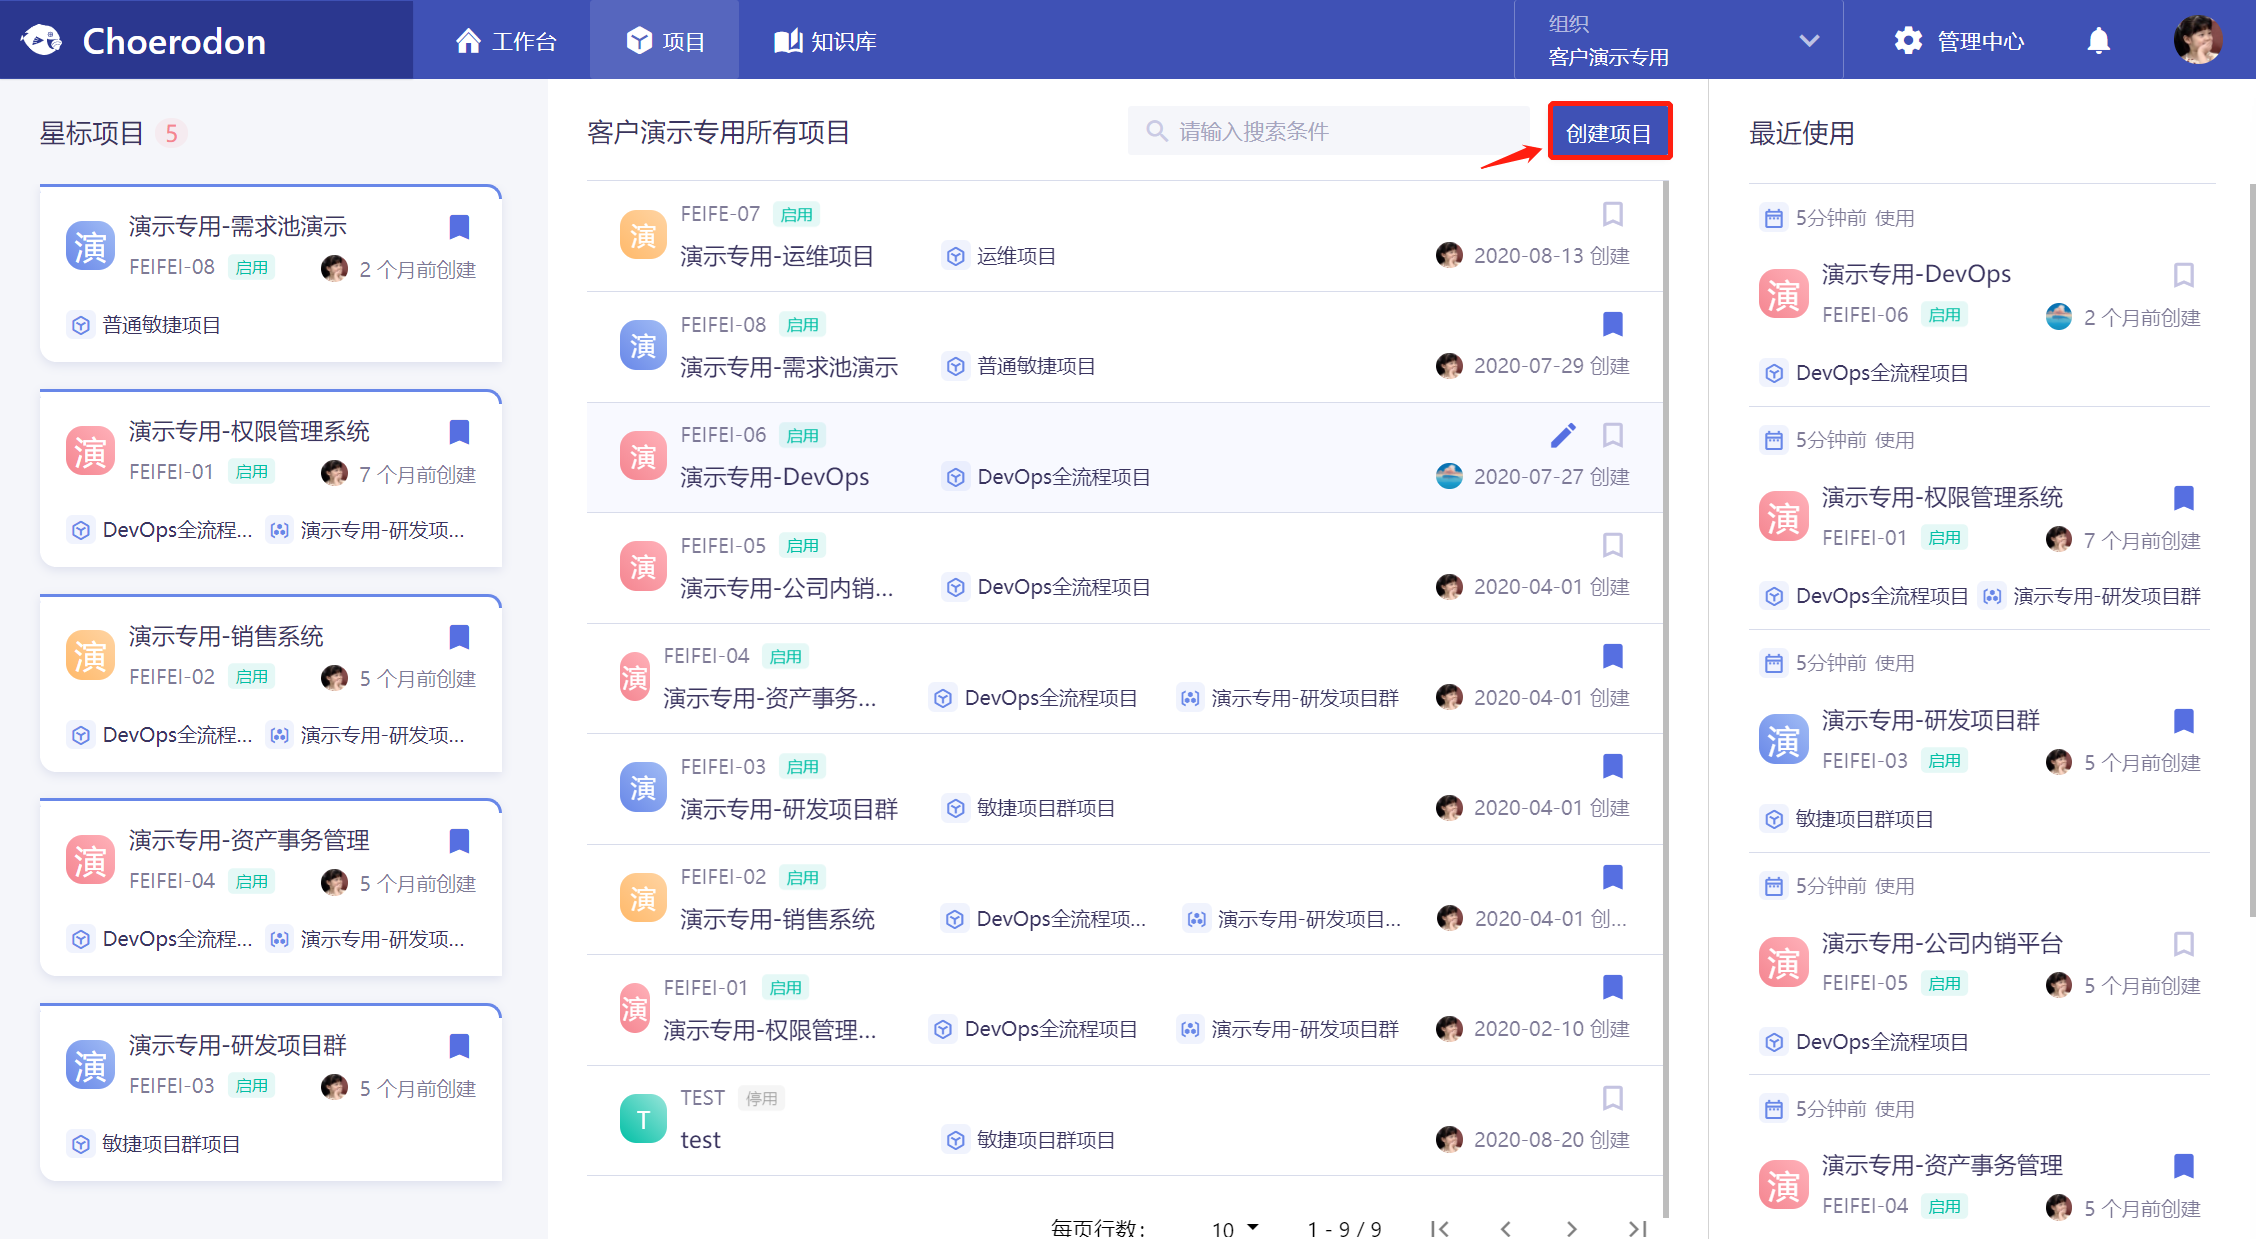 Choerodon
工作台
项目
知识库
组织
客户演示专用
管理中心
星标项目 5
演示专用-需求池演示
演
FEIFEI-08 启用 2 个月前创建
普通敏捷项目
演示专用-权限管理系统
演
FEIFEI-01 启用 7 个月前创建
DevOps全流程... 演示专用-研发项...
演示专用-销售系统
演
FEIFEI-02 启用 5 个月前创建
DevOps全流程... 演示专用-研发项...
演示专用-资产事务管理
演
FEIFEI-04 启用 5 个月前创建
DevOps全流程... 演示专用-研发项...
演示专用-研发项目群
演
FEIFEI-03 启用 5 个月前创建
敏捷项目群项目
客户演示专用所有项目
请输入搜索条件
创建项目
FEIFE-07 启用
演
演示专用-运维项目 运维项目 2020-08-13 创建
FEIFEI-08 启用
演
演示专用-需求池演示 普通敏捷项目 2020-07-29 创建
FEIFEI-06 启用
演
演示专用-DevOps DevOps全流程项目 2020-07-27 创建
FEIFEI-05 启用
演
演示专用-公司内销... DevOps全流程项目 2020-04-01 创建
FEIFEI-04 启用
演
演示专用-资产事务... DevOps全流程项目 演示专用-研发项目群 2020-04-01 创建
FEIFEI-03 启用
演
演示专用-研发项目群 敏捷项目群项目 2020-04-01 创建
FEIFEI-02 启用
演
演示专用-销售系统 DevOps全流程项... 演示专用-研发项目... 2020-04-01 创...
FEIFEI-01 启用
演
演示专用-权限管理... DevOps全流程项目 演示专用-研发项目群 2020-02-10 创建
TEST 停用
T
test 敏捷项目群项目 2020-08-20 创建
每页行数： 10 1 - 9 / 9
最近使用
5分钟前 使用
演示专用-DevOps
演
FEIFEI-06 启用 2 个月前创建
DevOps全流程项目
5分钟前 使用
演示专用-权限管理系统
演
FEIFEI-01 启用 7 个月前创建
DevOps全流程项目 演示专用-研发项目群
5分钟前 使用
演示专用-研发项目群
演
FEIFEI-03 启用 5 个月前创建
敏捷项目群项目
5分钟前 使用
演示专用-公司内销平台
演
FEIFEI-05 启用 5 个月前创建
DevOps全流程项目
5分钟前 使用
演示专用-资产事务管理
演
FEIFEI-04 启用 5 个月前创建